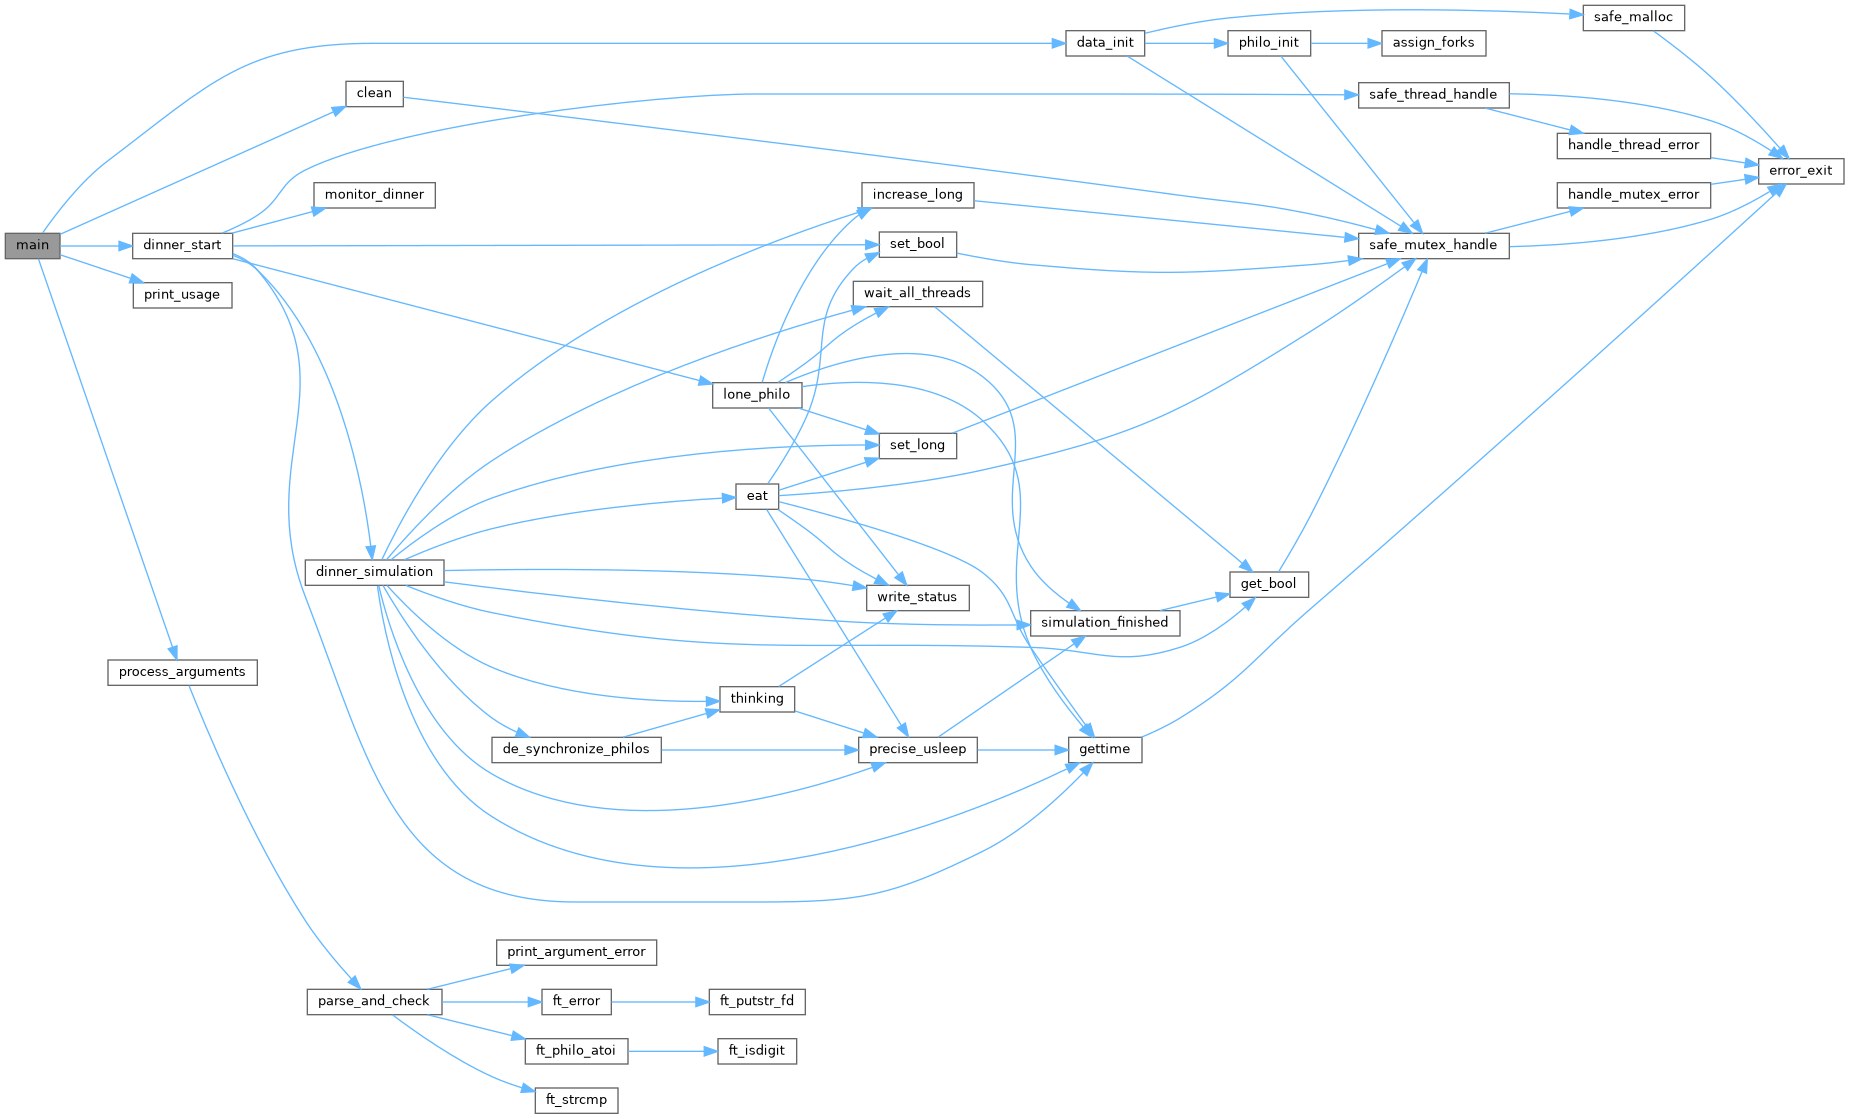 safe_malloc
data_init
philo_init
assign_forks
clean
safe_thread_handle
handle_thread_error
error_exit
monitor_dinner
increase_long
handle_mutex_error
main
dinner_start
set_bool
safe_mutex_handle
print_usage
wait_all_threads
lone_philo
set_long
eat
dinner_simulation
get_bool
write_status
simulation_finished
process_arguments
thinking
de_synchronize_philos
precise_usleep
gettime
print_argument_error
parse_and_check
ft_error
ft_putstr_fd
ft_philo_atoi
ft_isdigit
ft_strcmp